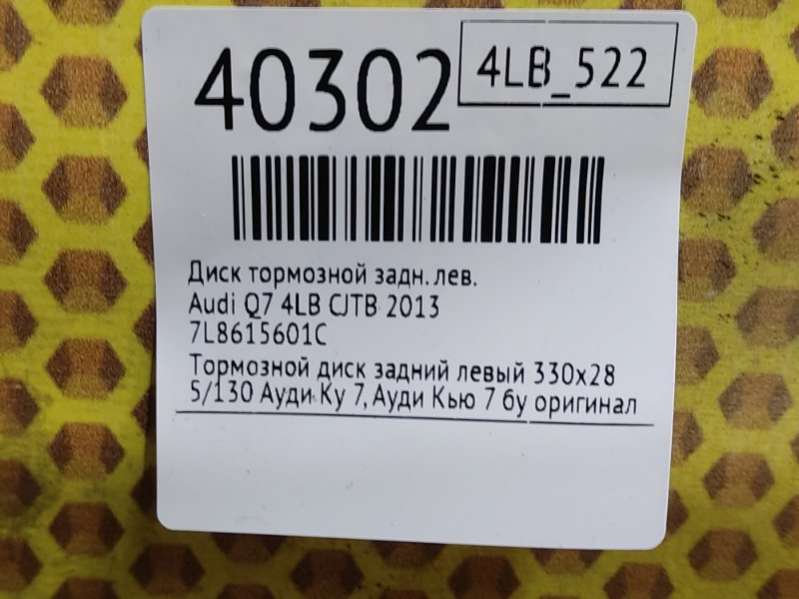 40302
4LB_522
Диск тормозной задн. лев.
Audi Q7 4LB CJTB 2013
7L8615601C
Тормозной диск задний левый 330x28
5/130 Ауди Ку 7, Ауди Кью 7 бу оригинал